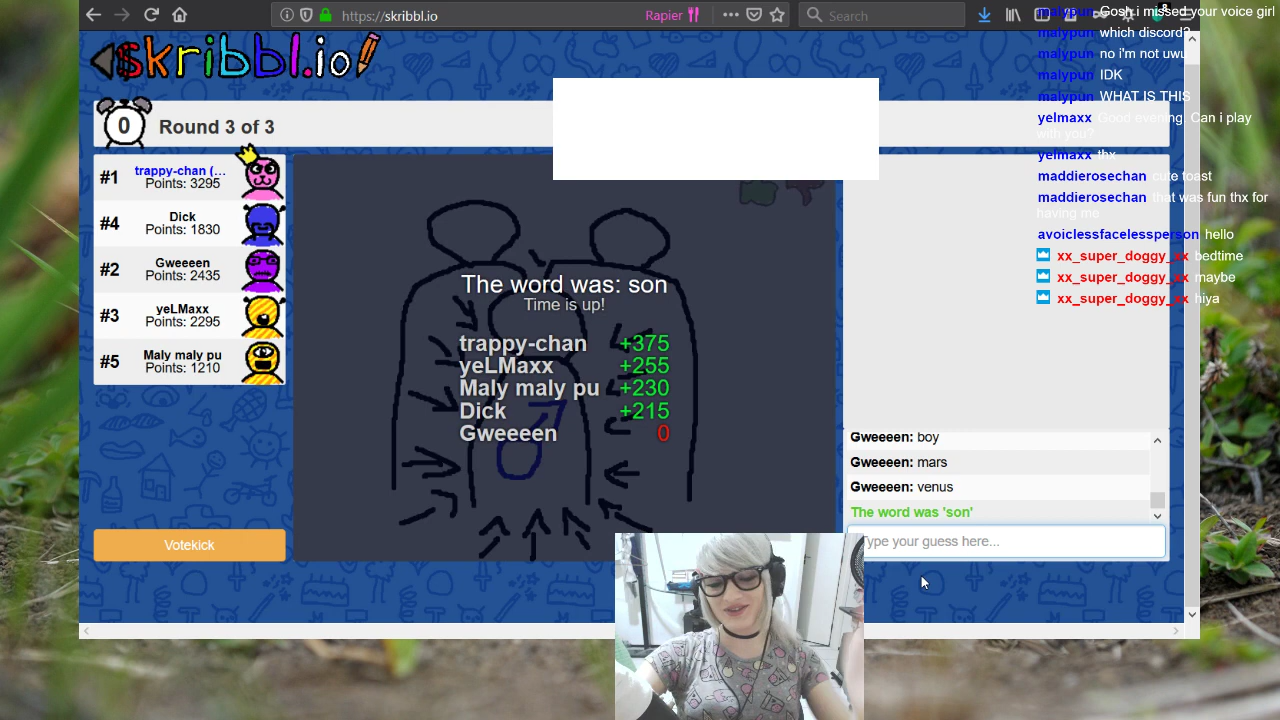 https://skribbl.io
Rapier
Search
8
skribbl.io
0
Round 3 of 3
#1
trappy-chan (...
Points: 3295
#4
Dick
Points: 1830
#2
Gweeeen
Points: 2435
#3
yeLMaxx
Points: 2295
#5
Maly maly pu
Points: 1210
Votekick
The word was: son
Time is up!
trappy-chan +375
yeLMaxx +255
Maly maly pu +230
Dick +215
Gweeeen 0
Gweeeen: boy
Gweeeen: mars
Gweeeen: venus
The word was 'son'
ype your guess here...
malypun Gosh i missed your voice girl
malypun which discord?
malypun no i'm not uwu
malypun IDK
malypun WHAT IS THIS
yelmaxx Good evening. Can i play
with you?
yelmaxx thx
maddierosechan cute toast
maddierosechan that was fun thx for
having me
avoiclessfacelessperson hello
xx_super_doggy_xx bedtime
xx_super_doggy_xx maybe
xx_super_doggy_xx hiya